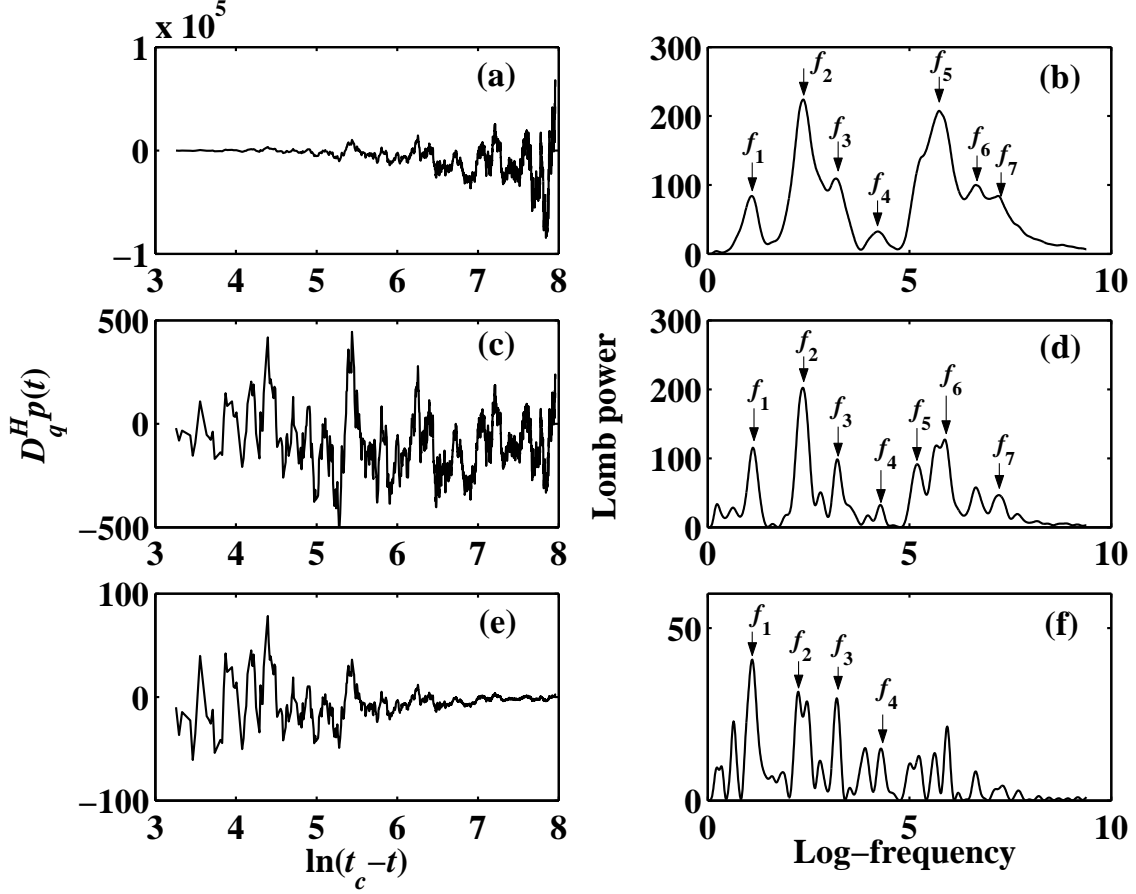 x 10^5
1
0
−1
3 4 5 6 7 8
(a)
300
200
100
0
0 5 10
(b)
f_1
f_2
f_3
f_4
f_5
f_6
f_7
500
0
−500
3 4 5 6 7 8
(c)
D_q^H p(t)
300
200
100
0
0 5 10
(d)
f_1
f_2
f_3
f_4
f_5
f_6
f_7
Lomb power
100
0
−100
3 4 5 6 7 8
(e)
ln(t_c−t)
50
0
0 5 10
(f)
f_1
f_2
f_3
f_4
Log−frequency